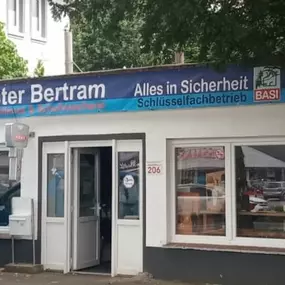 ter Bertram
Alles in Sicherheit
Schlüsselfachbetrieb
BASI
206